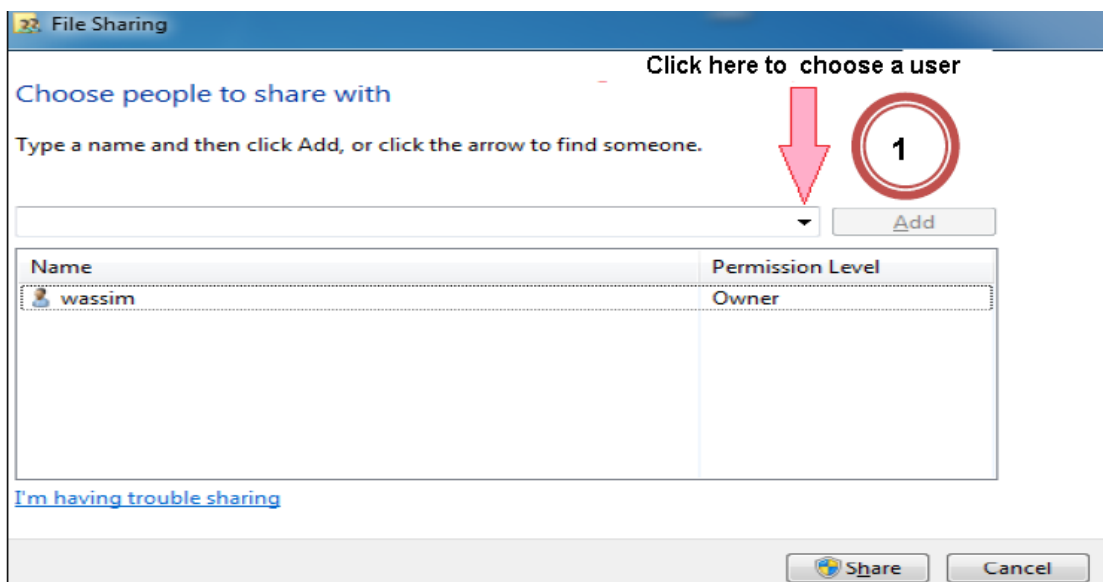 File Sharing
Click here to choose a user
Choose people to share with
1
Type a name and then click Add, or click the arrow to find someone.
Add
Name Permission Level
wassim Owner
I'm having trouble sharing
Share Cancel